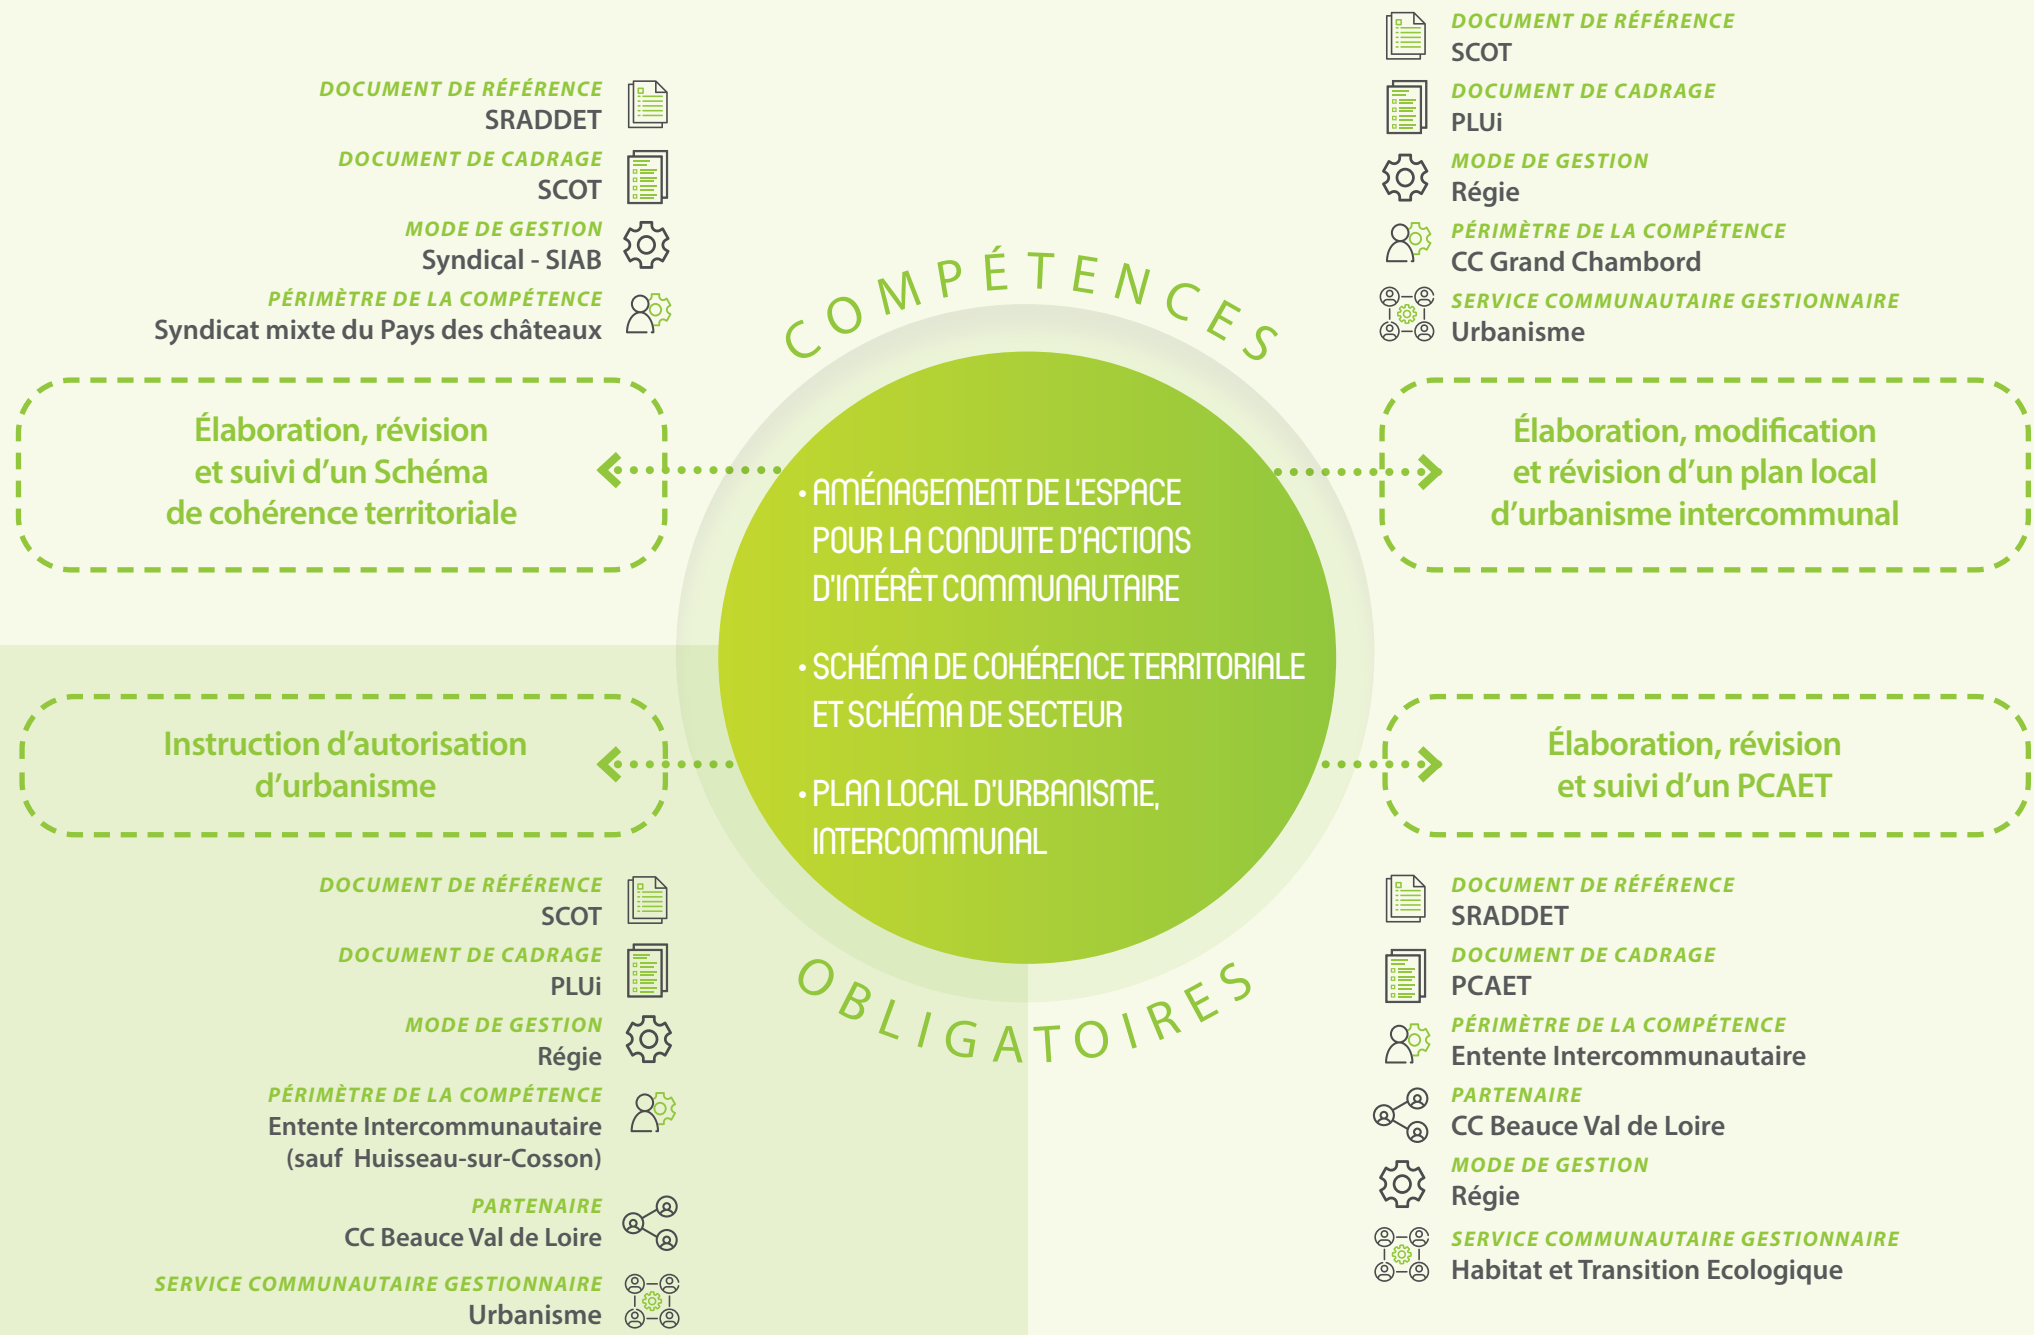 DOCUMENT DE RÉFÉRENCE
SRADDET
DOCUMENT DE CADRAGE
SCOT
MODE DE GESTION
Syndical - SIAB
PÉRIMÈTRE DE LA COMPÉTENCE
Syndicat mixte du Pays des châteaux
Élaboration, révision
et suivi d’un Schéma
de cohérence territoriale
DOCUMENT DE RÉFÉRENCE
SCOT
DOCUMENT DE CADRAGE
PLUi
MODE DE GESTION
Régie
PÉRIMÈTRE DE LA COMPÉTENCE
CC Grand Chambord
SERVICE COMMUNAUTAIRE GESTIONNAIRE
Urbanisme
Élaboration, modification
et révision d’un plan local
d’urbanisme intercommunal
COMPÉTENCES
• AMÉNAGEMENT DE L'ESPACE
POUR LA CONDUITE D'ACTIONS
D'INTÉRÊT COMMUNAUTAIRE
• SCHÉMA DE COHÉRENCE TERRITORIALE
ET SCHÉMA DE SECTEUR
• PLAN LOCAL D'URBANISME,
INTERCOMMUNAL
OBLIGATOIRES
Instruction d’autorisation
d’urbanisme
DOCUMENT DE RÉFÉRENCE
SCOT
DOCUMENT DE CADRAGE
PLUi
MODE DE GESTION
Régie
PÉRIMÈTRE DE LA COMPÉTENCE
Entente Intercommunautaire
(sauf Huisseau-sur-Cosson)
PARTENAIRE
CC Beauce Val de Loire
SERVICE COMMUNAUTAIRE GESTIONNAIRE
Urbanisme
Élaboration, révision
et suivi d’un PCAET
DOCUMENT DE RÉFÉRENCE
SRADDET
DOCUMENT DE CADRAGE
PCAET
PÉRIMÈTRE DE LA COMPÉTENCE
Entente Intercommunautaire
PARTENAIRE
CC Beauce Val de Loire
MODE DE GESTION
Régie
SERVICE COMMUNAUTAIRE GESTIONNAIRE
Habitat et Transition Ecologique